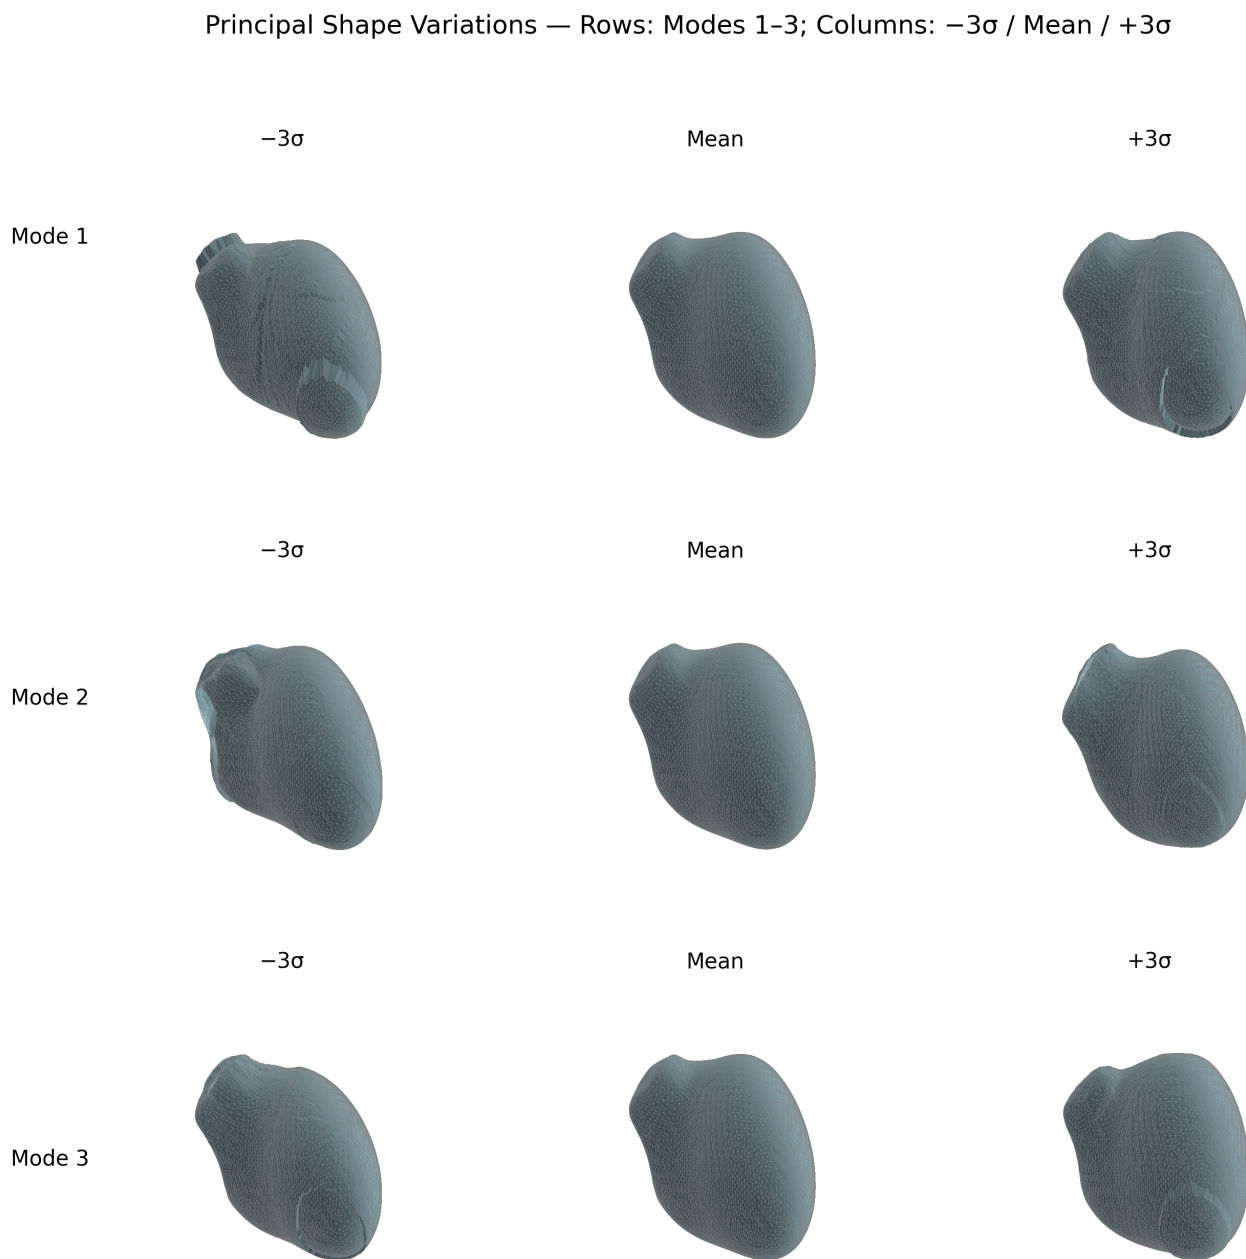 Principal Shape Variations — Rows: Modes 1–3; Columns: −3σ / Mean / +3σ
−3σ Mean +3σ
Mode 1
−3σ Mean +3σ
Mode 2
−3σ Mean +3σ
Mode 3